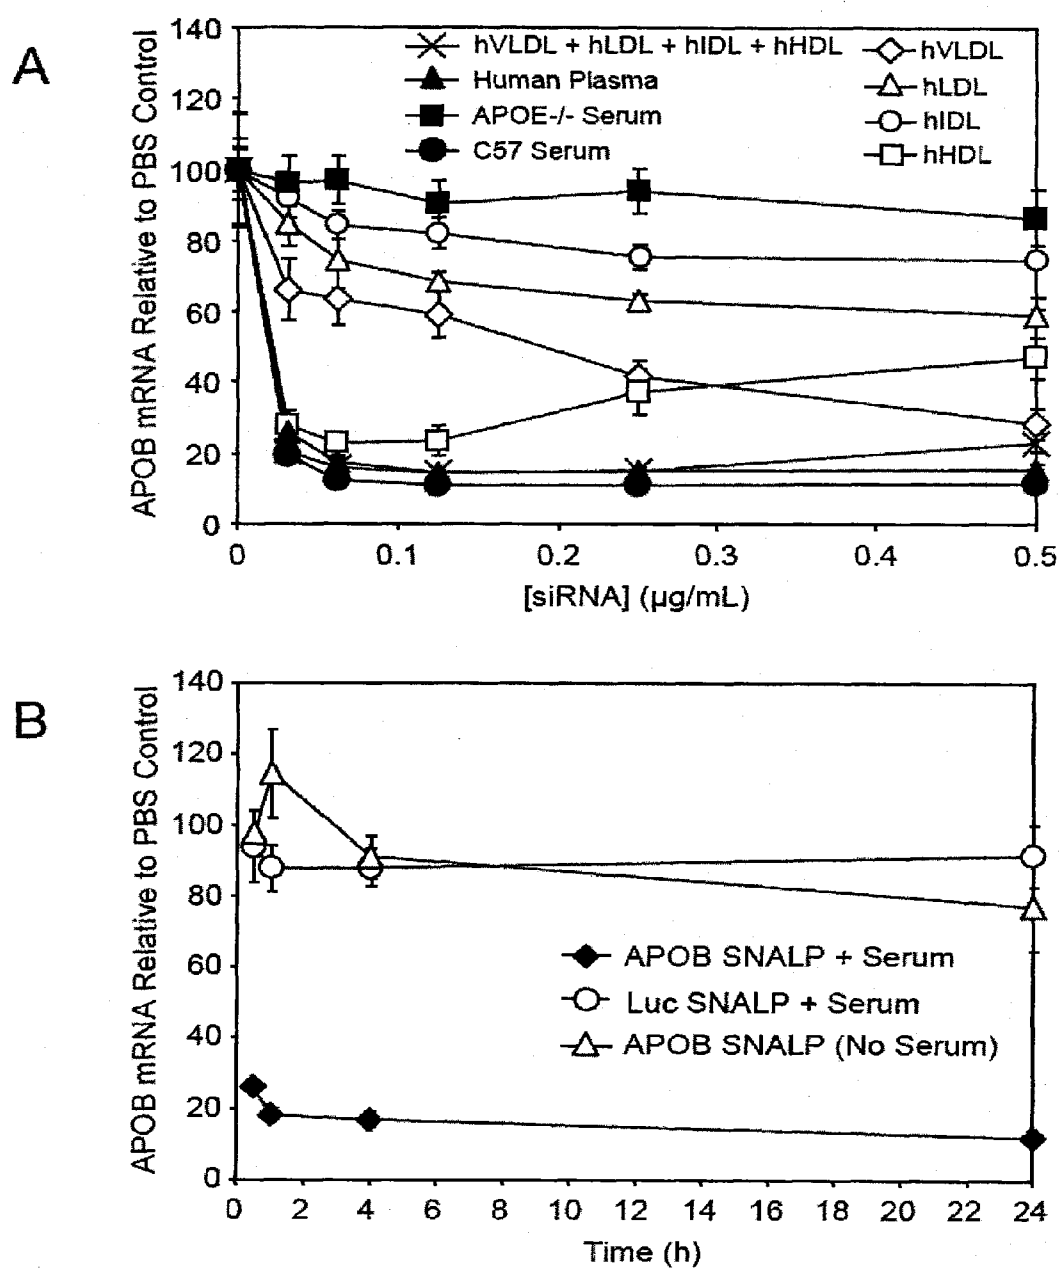 A
APOB mRNA Relative to PBS Control
140
120
100
80
60
40
20
0
hVLDL + hLDL + hIDL + hHDL
Human Plasma
APOE-/- Serum
C57 Serum
hVLDL
hLDL
hIDL
hHDL
0 0.1 0.2 0.3 0.4 0.5
[siRNA] (µg/mL)
B
APOB mRNA Relative to PBS Control
140
120
100
80
60
40
20
0
APOB SNALP + Serum
Luc SNALP + Serum
APOB SNALP (No Serum)
0 2 4 6 8 10 12 14 16 18 20 22 24
Time (h)